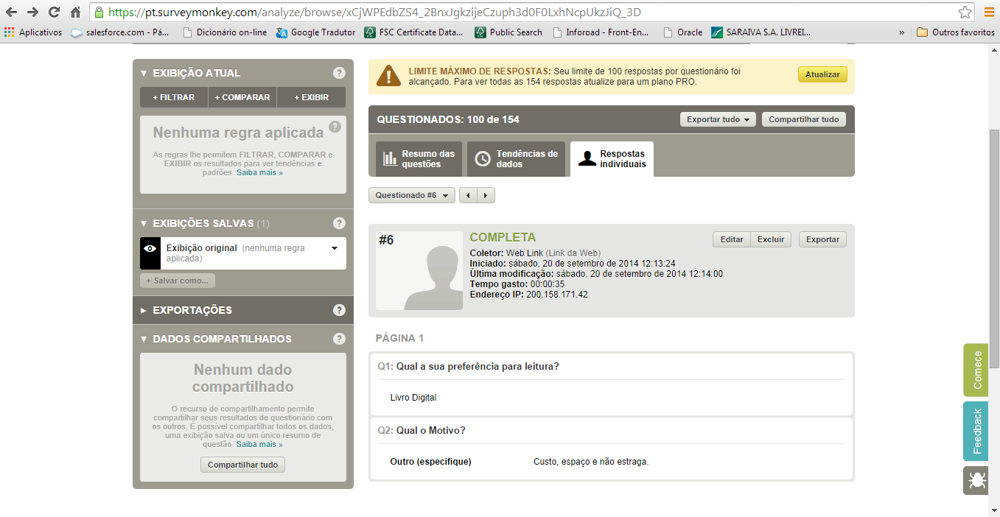 https://pt.surveymonkey.com/analyze/browse/xCjWPEdbZS4_2BnxJgkzijeCzuph3d0F0LxhNcpUkzJiQ_3D
Aplicativos salesforce.com - Pá... Dicionário on-line Google Tradutor FSC Certificate Data... Public Search Inforoad - Front-En... Oracle SARAIVA S.A. LIVREI... » Outros favoritos
EXIBIÇÃO ATUAL ?
+ FILTRAR + COMPARAR + EXIBIR
Nenhuma regra aplicada ?
As regras lhe permitem FILTRAR, COMPARAR e
EXIBIR os resultados para ver tendências e
padrões. Saiba mais »
EXIBIÇÕES SALVAS (1) ?
Exibição original (nenhuma regra
aplicada)
+ Salvar como...
EXPORTAÇÕES ?
DADOS COMPARTILHADOS ?
Nenhum dado
compartilhado
O recurso de compartilhamento permite
compartilhar seus resultados de questionário com
os outros. É possível compartilhar todos os dados,
uma exibição salva ou um único resumo de
questão. Saiba mais »
Compartilhar tudo
LIMITE MÁXIMO DE RESPOSTAS: Seu limite de 100 respostas por questionário foi
alcançado. Para ver todas as 154 respostas atualize para um plano PRO.
Atualizar
QUESTIONADOS: 100 de 154
Exportar tudo Compartilhar tudo
Resumo das
questões
Tendências de
dados
Respostas
individuais
Questionado #6
#6
COMPLETA
Editar Excluir Exportar
Coletor: Web Link (Link da Web)
Iniciado: sábado, 20 de setembro de 2014 12:13:24
Última modificação: sábado, 20 de setembro de 2014 12:14:00
Tempo gasto: 00:00:35
Endereço IP: 200.158.171.42
PÁGINA 1
Q1: Qual a sua preferência para leitura?
Livro Digital
Q2: Qual o Motivo?
Outro (especifique) Custo, espaço e não estraga.
Comece
Feedback